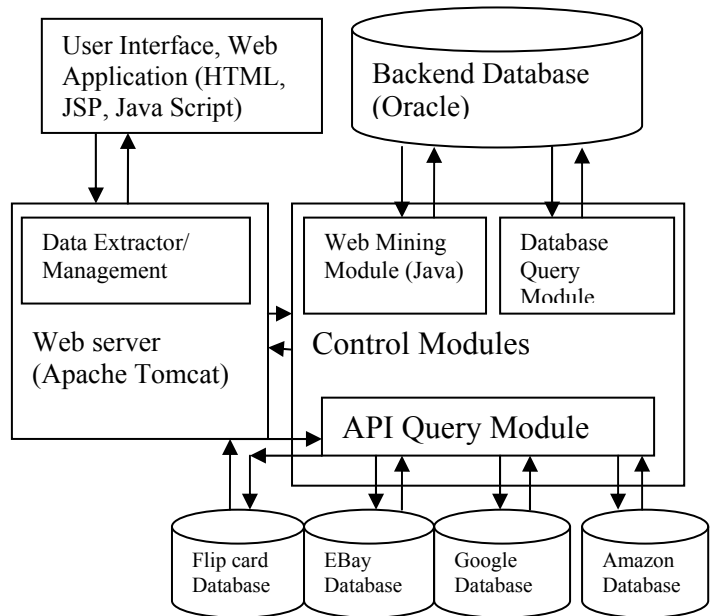 User Interface, Web
Application (HTML,
JSP, Java Script)
Backend Database
(Oracle)
Data Extractor/
Management
Web server
(Apache Tomcat)
Web Mining
Module (Java)
Database
Query
Module
Control Modules
API Query Module
Flip card
Database
EBay
Database
Google
Database
Amazon
Database